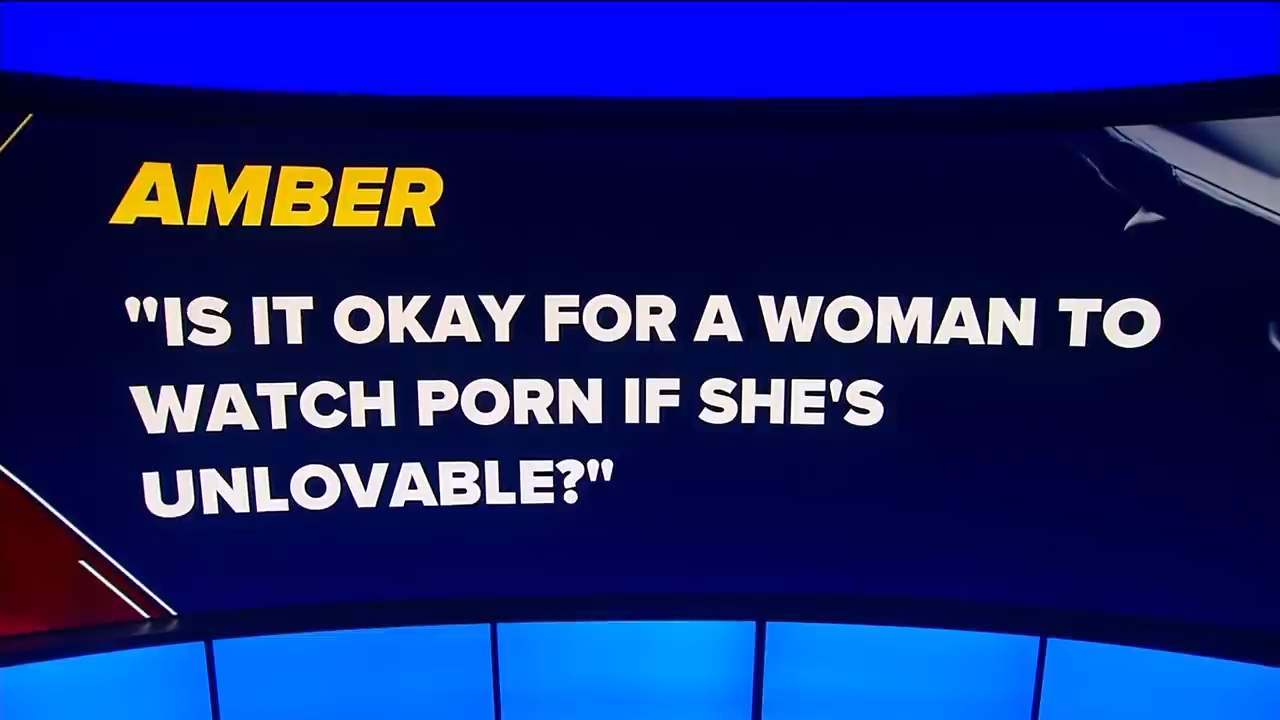 AMBER
"IS IT OKAY FOR A WOMAN TO
WATCH PORN IF SHE'S
UNLOVABLE?"